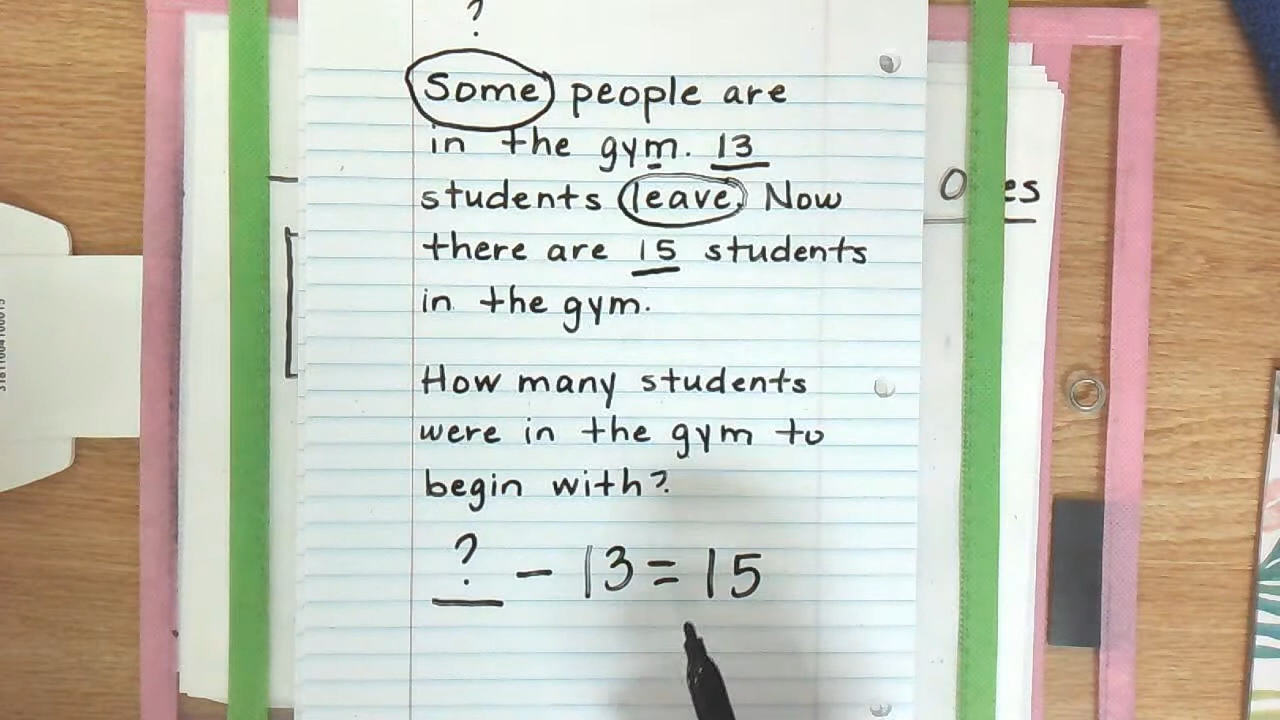 ?
Some people are
in the gym. 13
students leave. Now
there are 15 students
in the gym.
How many students
were in the gym to
begin with?
? - 13 = 15